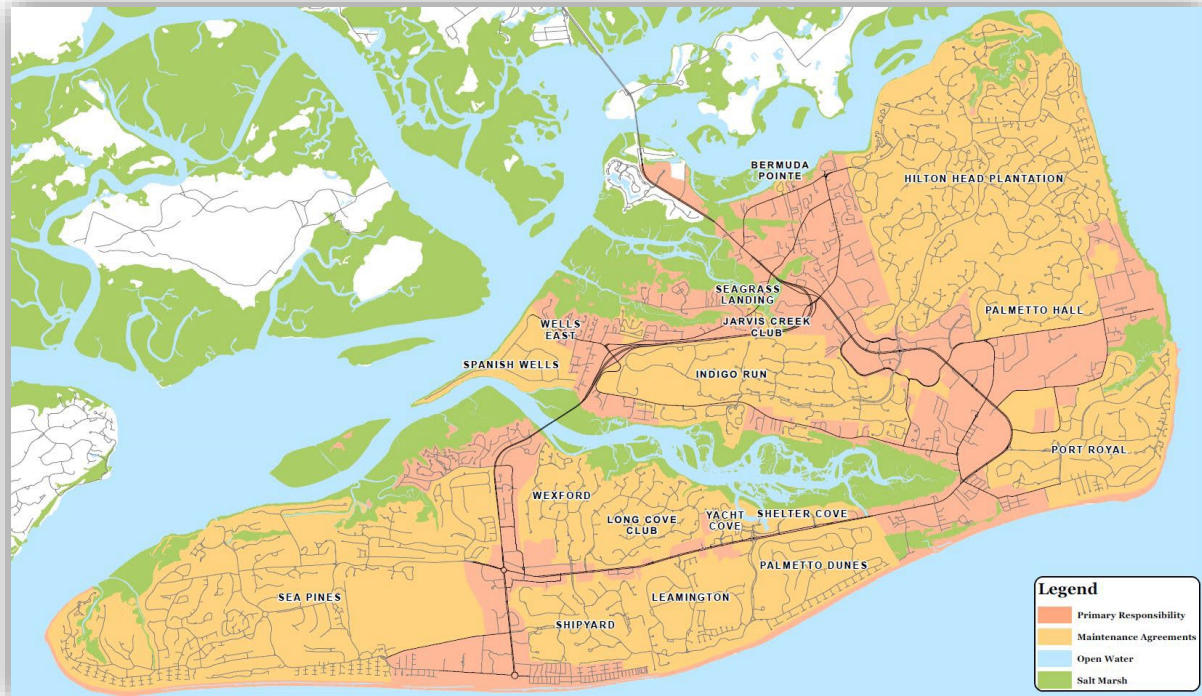 BERMUDA
POINTE
HILTON HEAD PLANTATION
SEAGRASS
LANDING
PALMETTO HALL
WELLS
EAST
JARVIS CREEK
CLUB
SPANISH WELLS
INDIGO RUN
PORT ROYAL
WEXFORD
LONG COVE
CLUB
YACHT
COVE
SHELTER COVE
PALMETTO DUNES
SEA PINES
LEAMINGTON
SHIPYARD
Legend
Primary Responsibility
Maintenance Agreements
Open Water
Salt Marsh